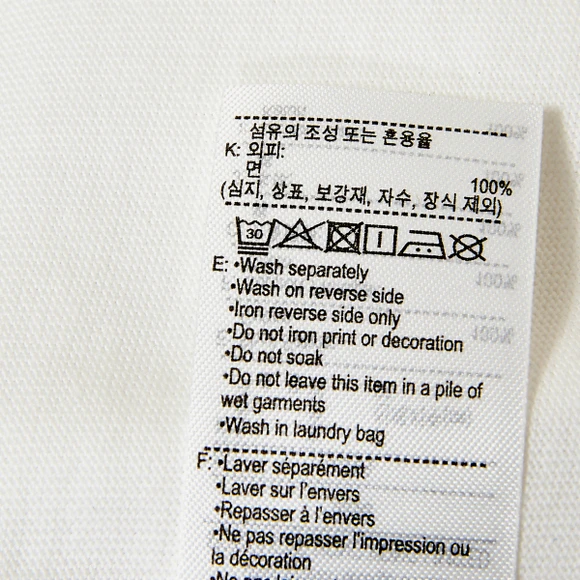 섬유의 조성 또는 혼용율
K: 외피:
면 100%
(심지, 상표, 보강재, 자수, 장식 제외)
30
E: •Wash separately
•Wash on reverse side
•Iron reverse side only
•Do not iron print or decoration
•Do not soak
•Do not leave this item in a pile of
wet garments
•Wash in laundry bag
F: •Laver séparément
•Laver sur l'envers
•Repasser à l'envers
•Ne pas repasser l'impression ou
la décoration
•Ne pas